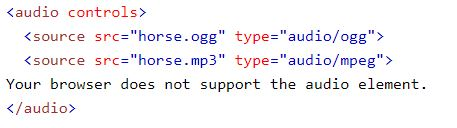 <audio controls>
  <source src="horse.ogg" type="audio/ogg">
  <source src="horse.mp3" type="audio/mpeg">
Your browser does not support the audio element.
</audio>